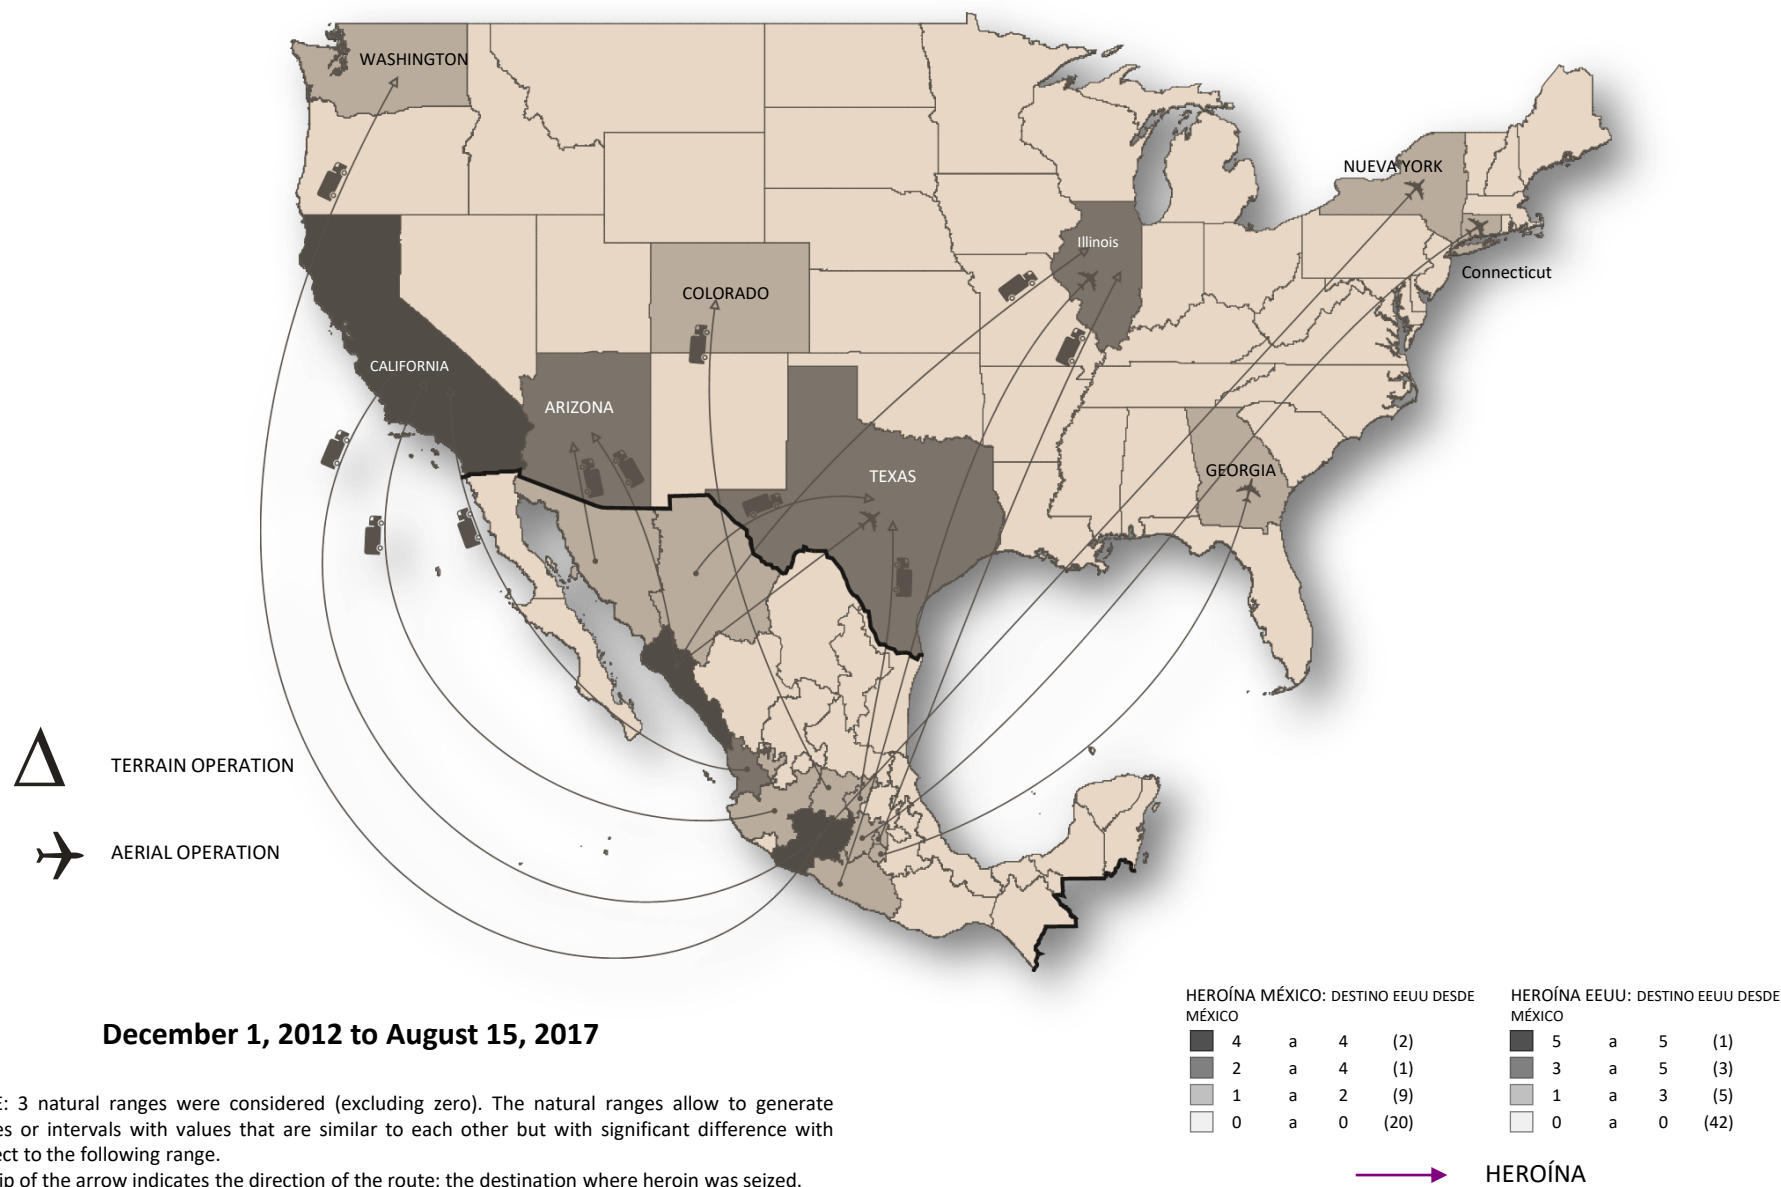 WASHINGTON
NUEVA YORK
Illinois
Connecticut
COLORADO
CALIFORNIA
ARIZONA
TEXAS
GEORGIA
TERRAIN OPERATION
AERIAL OPERATION
HEROÍNA MÉXICO: DESTINO EEUU DESDE
MÉXICO
4 a 4 (2)
2 a 4 (1)
1 a 2 (9)
0 a 0 (20)
HEROÍNA EEUU: DESTINO EEUU DESDE
MÉXICO
5 a 5 (1)
3 a 5 (3)
1 a 3 (5)
0 a 0 (42)
HEROÍNA
December 1, 2012 to August 15, 2017
: 3 natural ranges were considered (excluding zero). The natural ranges allow to generate
or intervals with values that are similar to each other but with significant difference with
to the following range.
of the arrow indicates the direction of the route; the destination where heroin was seized.